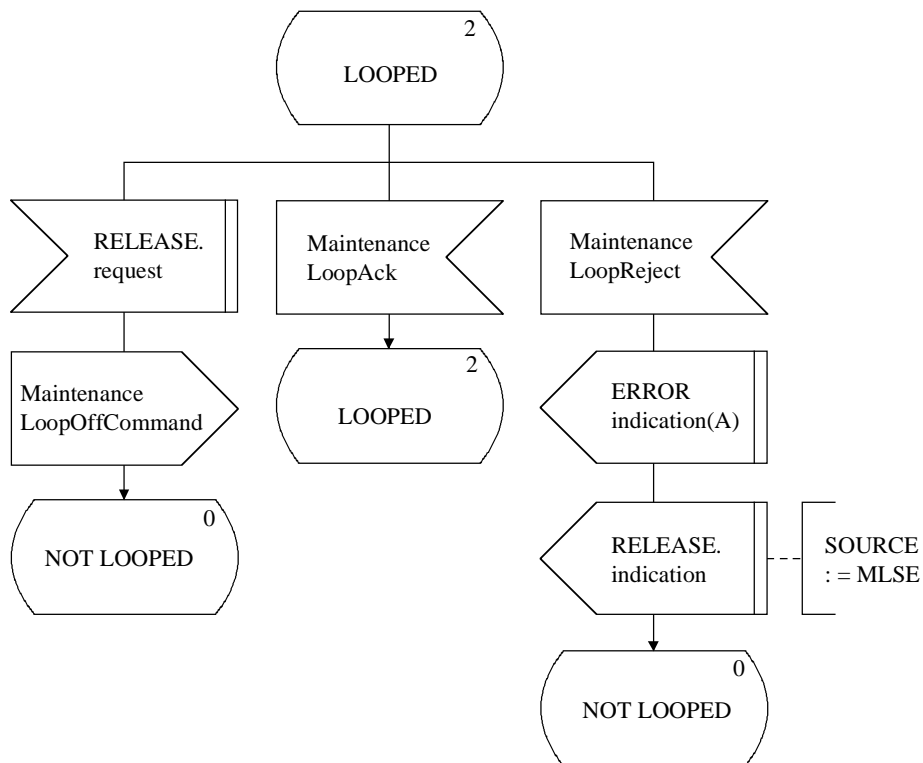 2
LOOPED
RELEASE.
request
Maintenance
LoopAck
Maintenance
LoopReject
Maintenance
LoopOffCommand
2
LOOPED
ERROR
indication(A)
0
NOT LOOPED
RELEASE.
indication
SOURCE
: = MLSE
0
NOT LOOPED